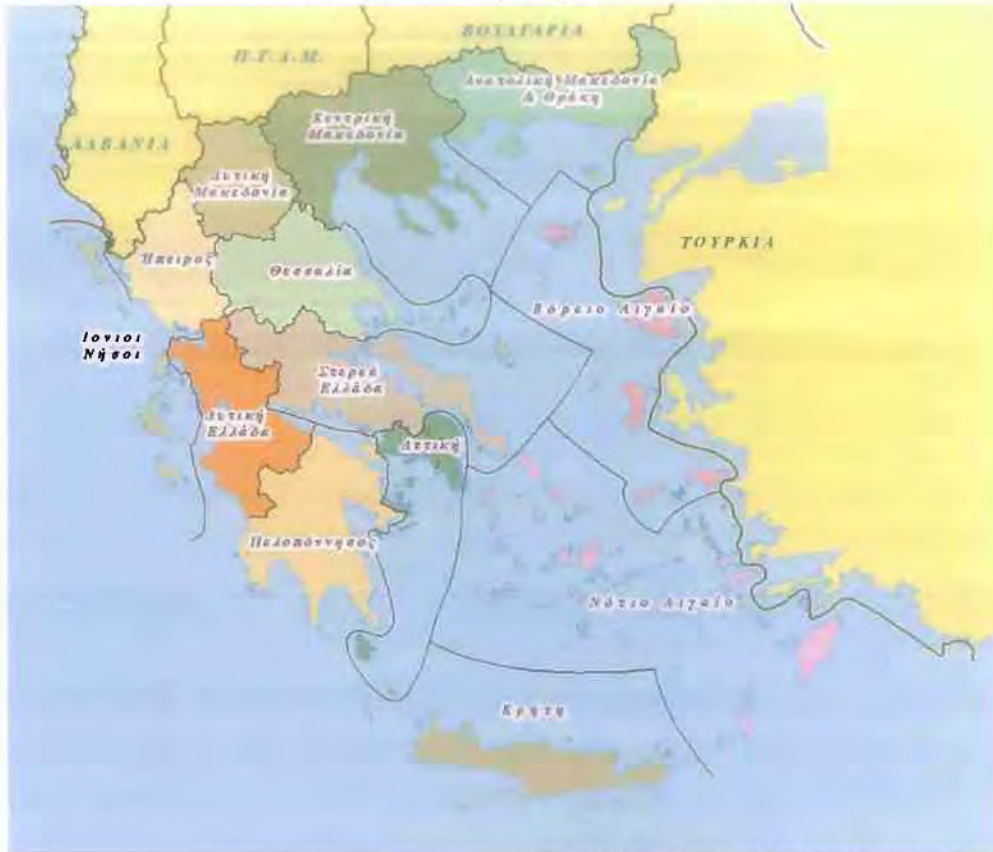 ΒΟΥΛΓΑΡΙΑ
Π.Γ.Δ.Μ.
Ανατολική Μακεδονία
& Θράκη
Κεντρική
Μακεδονία
ΑΛΒΑΝΙΑ
Δυτική
Μακεδονία
ΤΟΥΡΚΙΑ
Ήπειρος
Θεσσαλία
Βόρειο Αιγαίο
Ιονιοι
Νήσοι
Στερεά
Ελλάδα
Δυτική
Ελλάδα
Αττική
Πελοπόννησος
Νότιο Αιγαίο
Κρήτη